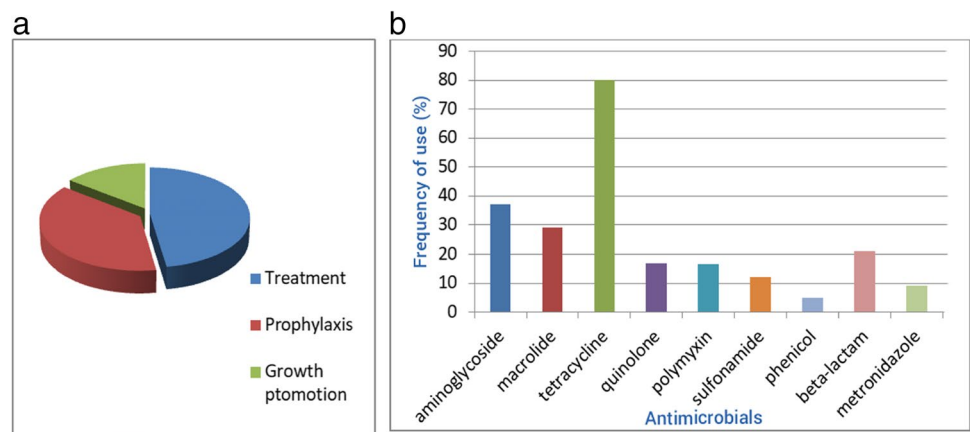 a
Treatment
Prophylaxis
Growth
ptomotion
b
Frequency of use (%)
90
80
70
60
50
40
30
20
10
0
aminoglycoside
macrolide
tetracycline
quinolone
polymyxin
sulfonamide
phenicol
beta-lactam
metronidazole
Antimicrobials